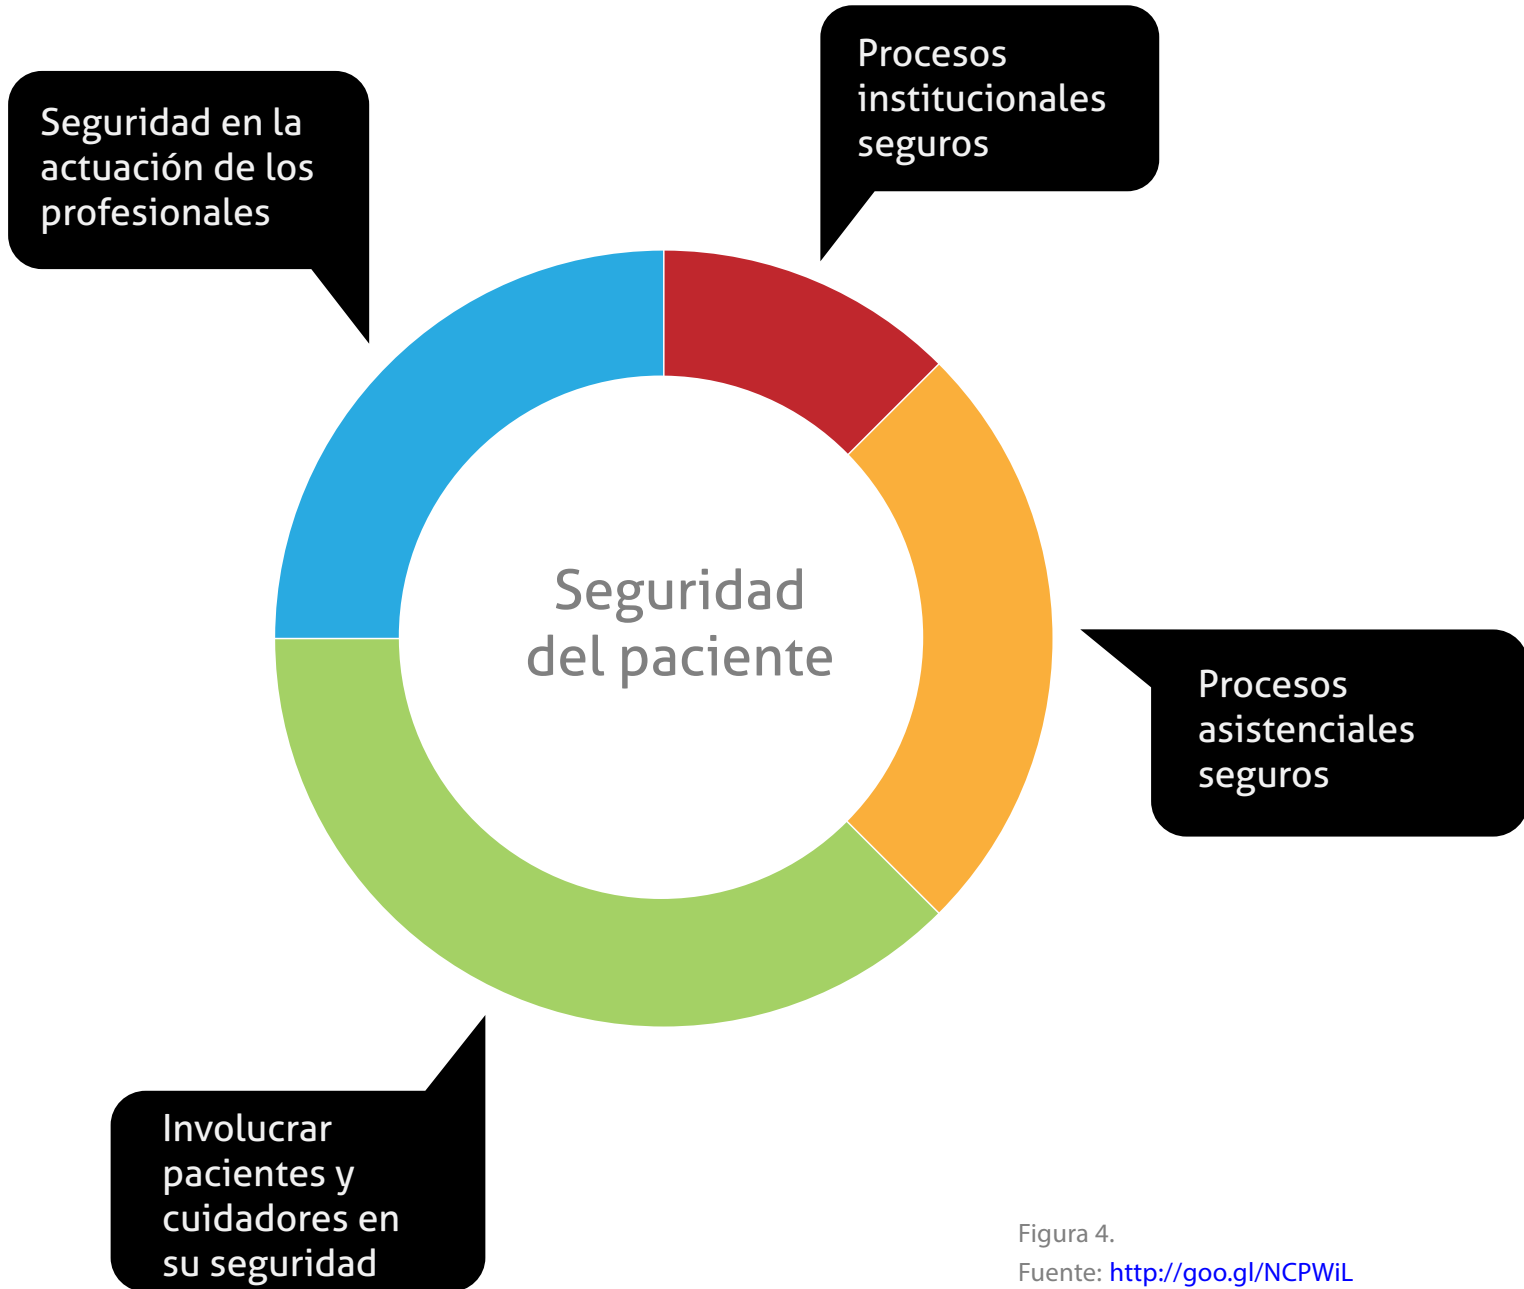 Procesos
institucionales
seguros
Seguridad en la
actuación de los
profesionales
Seguridad
del paciente
Procesos
asistenciales
seguros
Involucrar
pacientes y
cuidadores en
su seguridad
Figura 4.
Fuente: http://goo.gl/NCPWiL